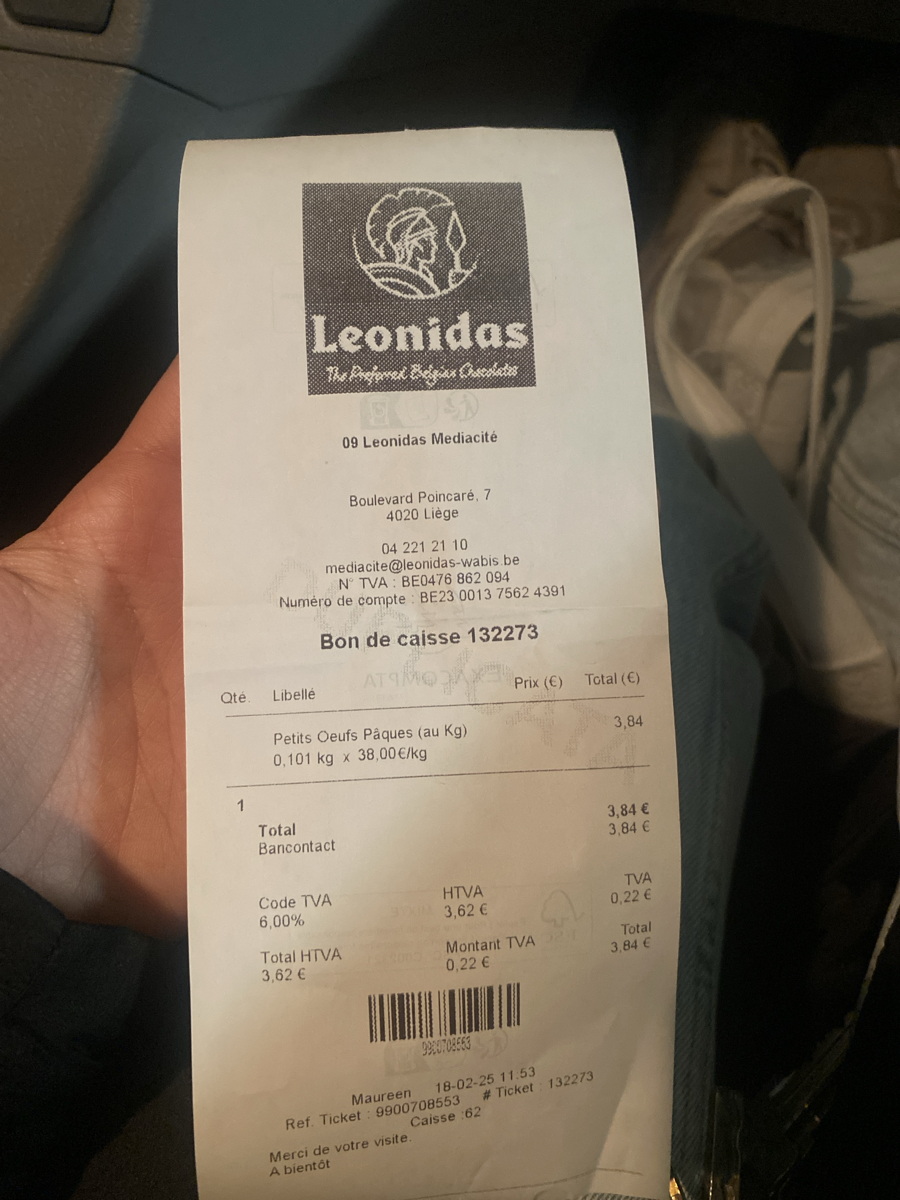 Leonidas
The Preferred Belgian Chocolates
09 Leonidas Mediacité
Boulevard Poincaré, 7
4020 Liège
04 221 21 10
mediacite@leonidas-wabis.be
N° TVA : BE0476 862 094
Numéro de compte : BE23 0013 7562 4391
Bon de caisse 132273
Qté. Libellé Prix (€) Total (€)
Petits Oeufs Pâques (au Kg) 3,84
0,101 kg x 38,00€/kg
1
Total 3,84 €
Bancontact 3,84 €
Code TVA HTVA TVA
6,00% 3,62 € 0,22 €
Total HTVA Montant TVA Total
3,62 € 0,22 € 3,84 €
9900708553
Maureen 18-02-25 11:53
Ref. Ticket : 9900708553 # Ticket : 132273
Caisse :62
Merci de votre visite.
A bientôt